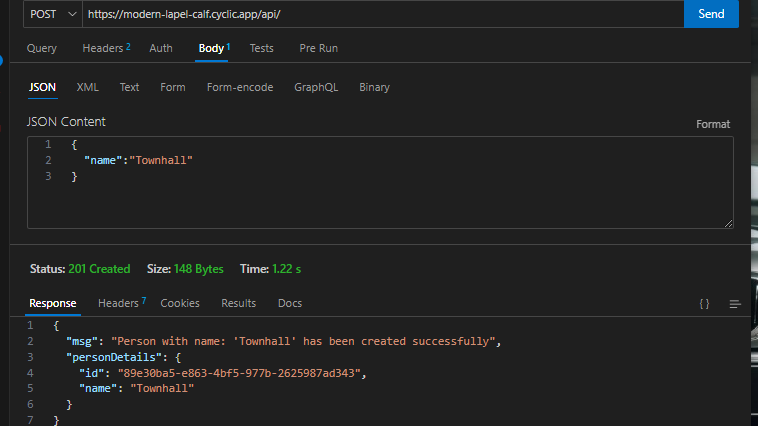 POST https://modern-lapel-calf.cyclic.app/api/ Send
Query Headers 2 Auth Body 1 Tests Pre Run
JSON XML Text Form Form-encode GraphQL Binary
JSON Content
Format
1 {
2 "name":"Townhall"
3 }
Status: 201 Created Size: 148 Bytes Time: 1.22 s
Response Headers 7 Cookies Results Docs { }
1 {
2 "msg": "Person with name: 'Townhall' has been created successfully",
3 "personDetails": {
4 "id": "89e30ba5-e863-4bf5-977b-2625987ad343",
5 "name": "Townhall"
6 }
7 }